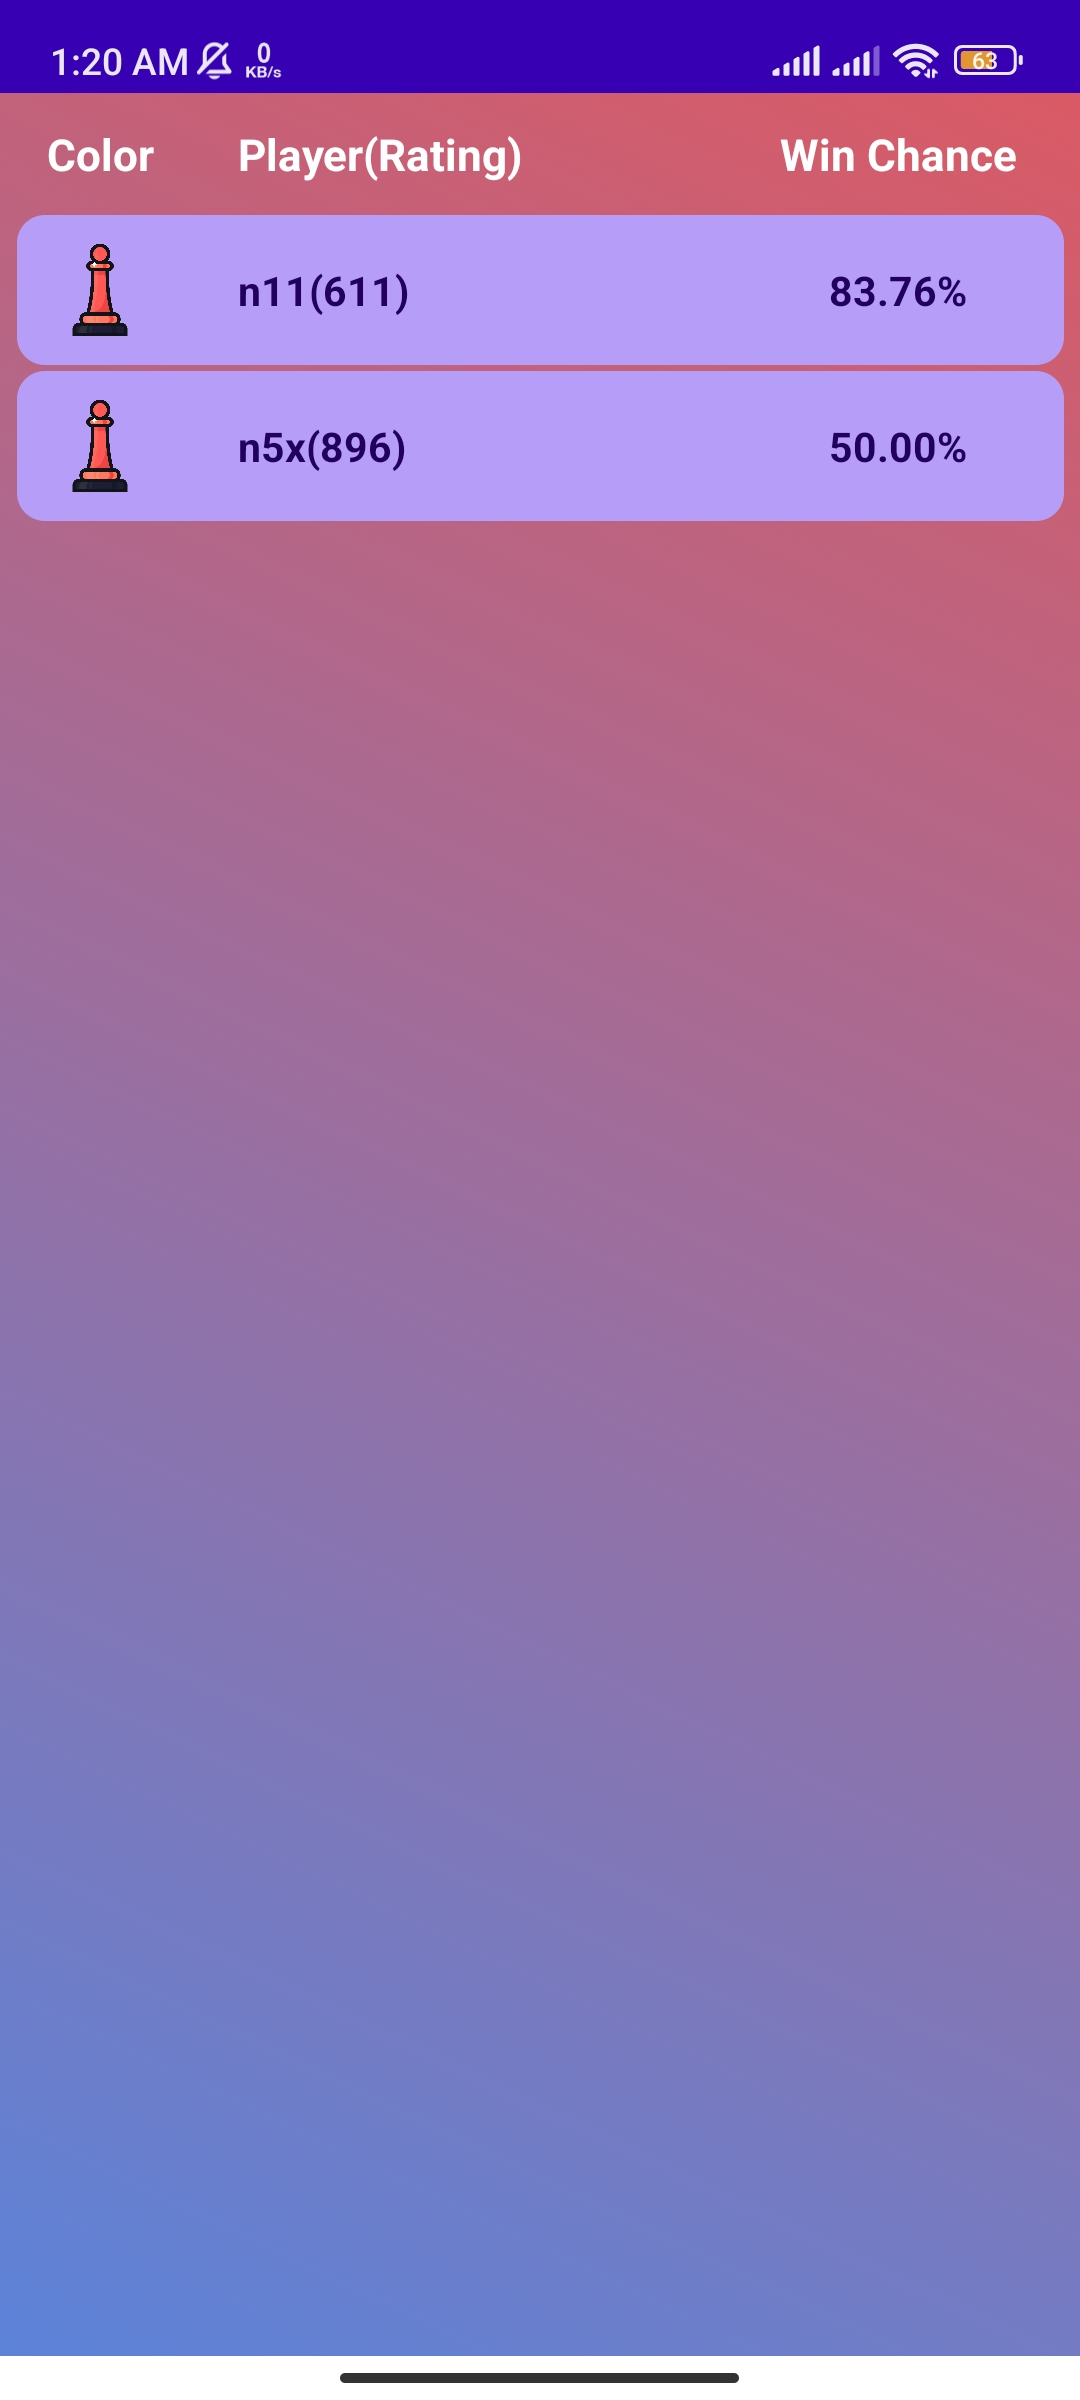 1:20 AM 0 KB/s 63
Color Player(Rating) Win Chance
n11(611) 83.76%
n5x(896) 50.00%